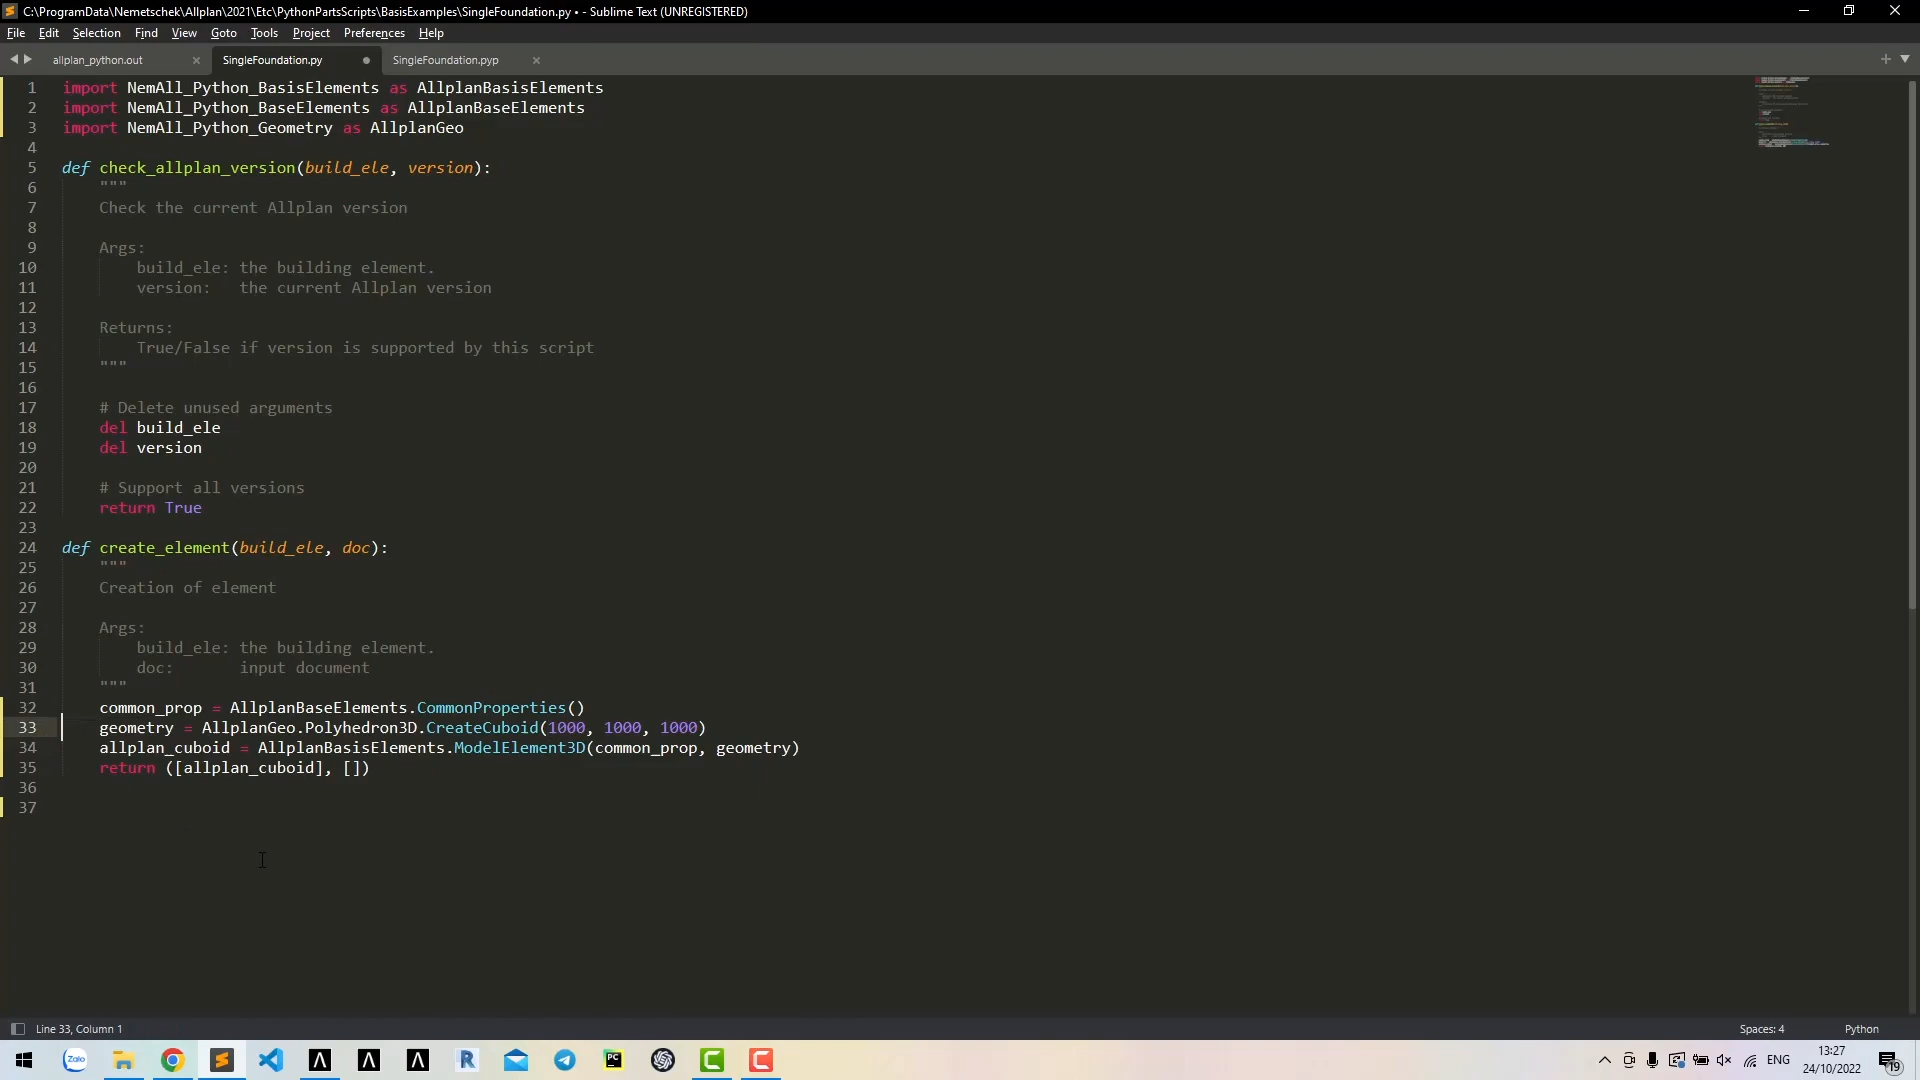 C:\ProgramData\Nemetschek\Allplan\2021\Etc\PythonPartsScripts\BasisExamples\SingleFoundation.py • - Sublime Text (UNREGISTERED)
File Edit Selection Find View Goto Tools Project Preferences Help
allplan_python.out SingleFoundation.py SingleFoundation.pyp
1 import NemAll_Python_BasisElements as AllplanBasisElements
2 import NemAll_Python_BaseElements as AllplanBaseElements
3 import NemAll_Python_Geometry as AllplanGeo
4
5 def check_allplan_version(build_ele, version):
6 """
7 Check the current Allplan version
8
9 Args:
10 build_ele: the building element.
11 version: the current Allplan version
12
13 Returns:
14 True/False if version is supported by this script
15 """
16
17 # Delete unused arguments
18 del build_ele
19 del version
20
21 # Support all versions
22 return True
23
24 def create_element(build_ele, doc):
25 """
26 Creation of element
27
28 Args:
29 build_ele: the building element.
30 doc: input document
31 """
32 common_prop = AllplanBaseElements.CommonProperties()
33 geometry = AllplanGeo.Polyhedron3D.CreateCuboid(1000, 1000, 1000)
34 allplan_cuboid = AllplanBasisElements.ModelElement3D(common_prop, geometry)
35 return ([allplan_cuboid], [])
36
37
Line 33, Column 1 Spaces: 4 Python
Zalo R PC ENG 13:27
24/10/2022 19